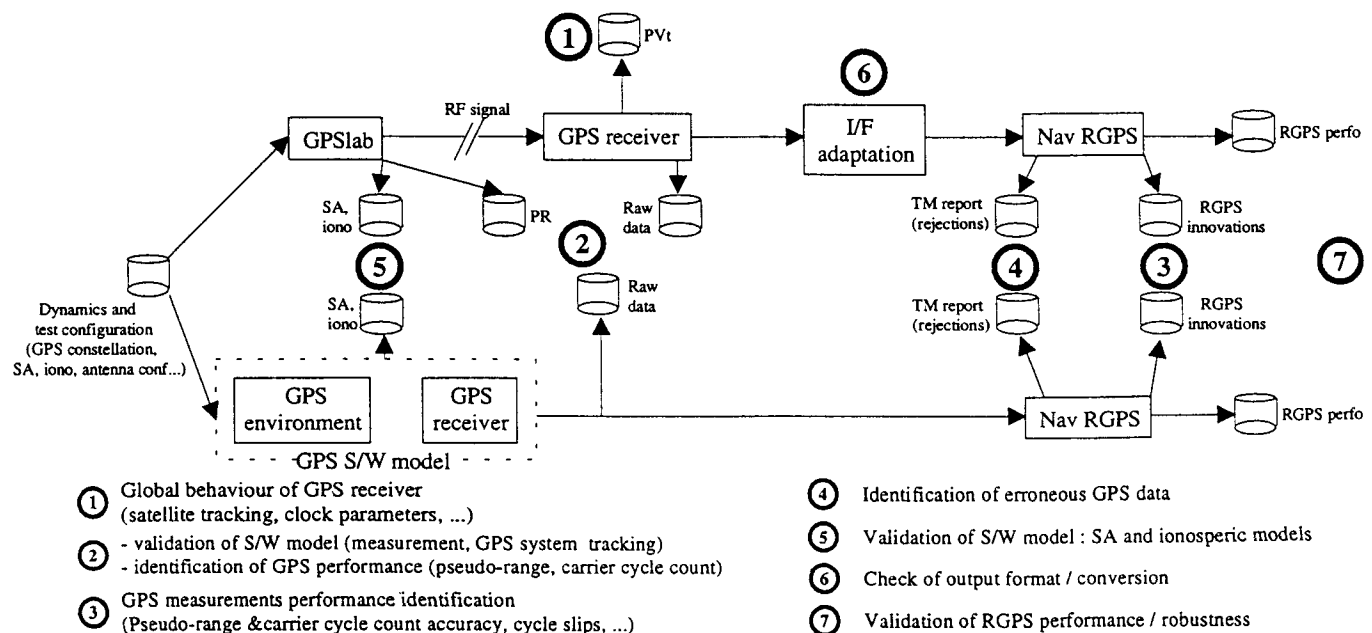 1
PVt
6
RF signal
GPSlab
GPS receiver
I/F
adaptation
Nav RGPS
RGPS perfo
SA,
iono
PR
Raw
data
TM report
(rejections)
RGPS
innovations
2
5
4
3
7
SA,
iono
Raw
data
TM report
(rejections)
RGPS
innovations
Dynamics and
test configuration
(GPS constellation,
SA, iono, antenna conf...)
GPS
environment
GPS
receiver
GPS S/W model
Nav RGPS
RGPS perfo
1 Global behaviour of GPS receiver
(satellite tracking, clock parameters, ...)
2 - validation of S/W model (measurement, GPS system tracking)
- identification of GPS performance (pseudo-range, carrier cycle count)
3 GPS measurements performance identification
(Pseudo-range &carrier cycle count accuracy, cycle slips, ...)
4 Identification of erroneous GPS data
5 Validation of S/W model : SA and ionosperic models
6 Check of output format / conversion
7 Validation of RGPS performance / robustness